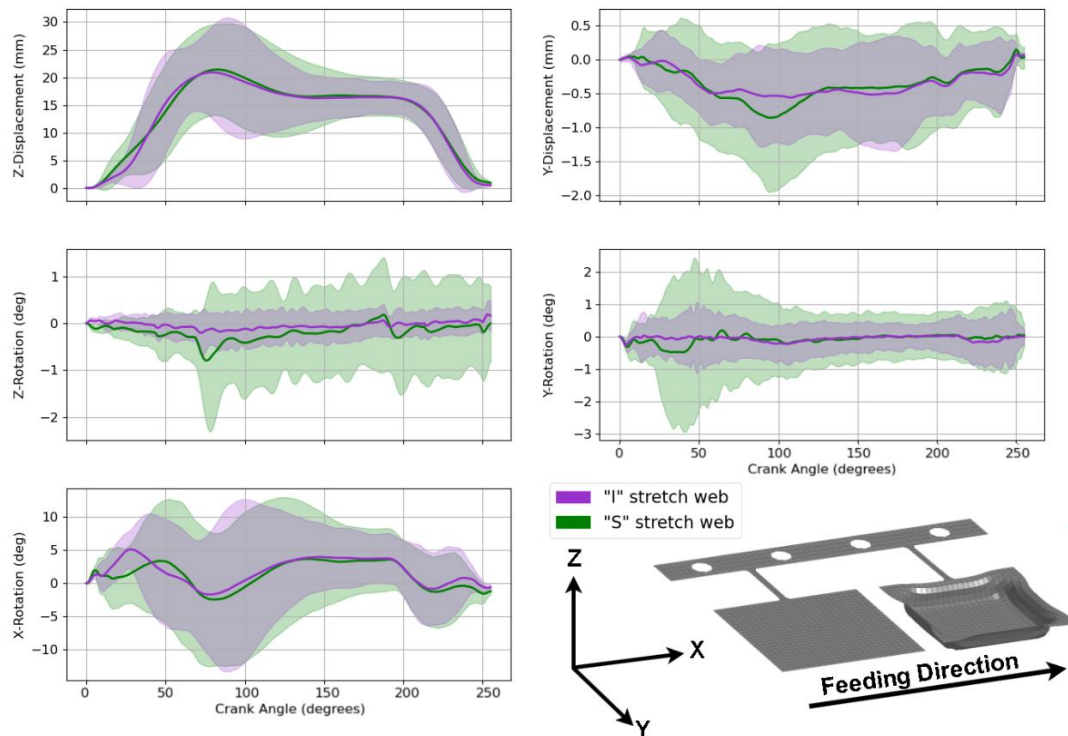 30
25
20
15
10
5
0
Z-Displacement (mm)
0.5
0.0
-0.5
-1.0
-1.5
-2.0
Y-Displacement (mm)
1
0
−1
−2
Z-Rotation (deg)
2
1
0
−1
−2
−3
Y-Rotation (deg)
0 50 100 150 200 250
Crank Angle (degrees)
10
5
0
−5
−10
X-Rotation (deg)
0 50 100 150 200 250
Crank Angle (degrees)
"I" stretch web
"S" stretch web
Z
X
Y
Feeding Direction